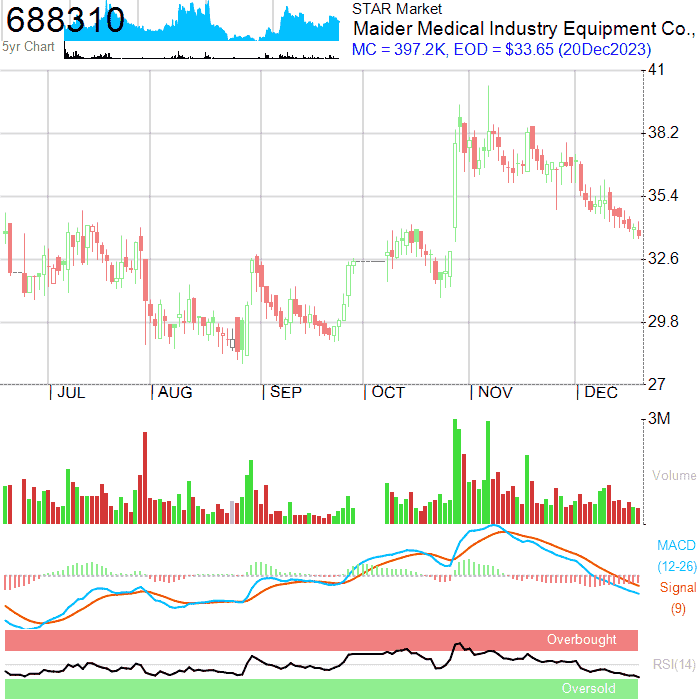 688310
5yr Chart
STAR Market
Maider Medical Industry Equipment Co.,
MC = 397.2K, EOD = $33.65 (20Dec2023)
41
38.2
35.4
32.6
29.8
27
JUL
AUG
SEP
OCT
NOV
DEC
3M
Volume
MACD
(12-26)
Signal
(9)
Overbought
RSI(14)
Oversold